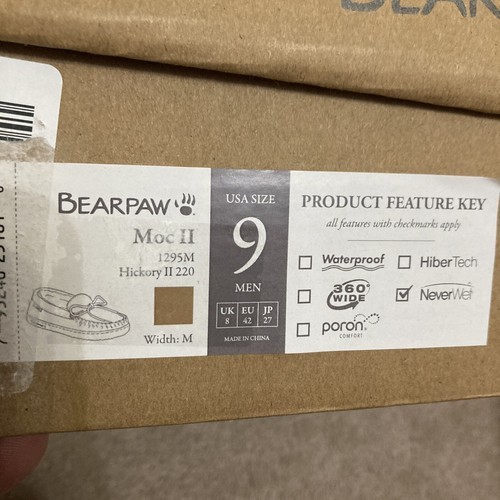 BEARPAW
Moc II
1295M
Hickory II 220
Width: M
USA SIZE
9
MEN
UK EU JP
8 42 27
MADE IN CHINA
PRODUCT FEATURE KEY
all features with checkmarks apply
Waterproof
HiberTech
360°
WIDE
NeverWet
poron
COMFORT